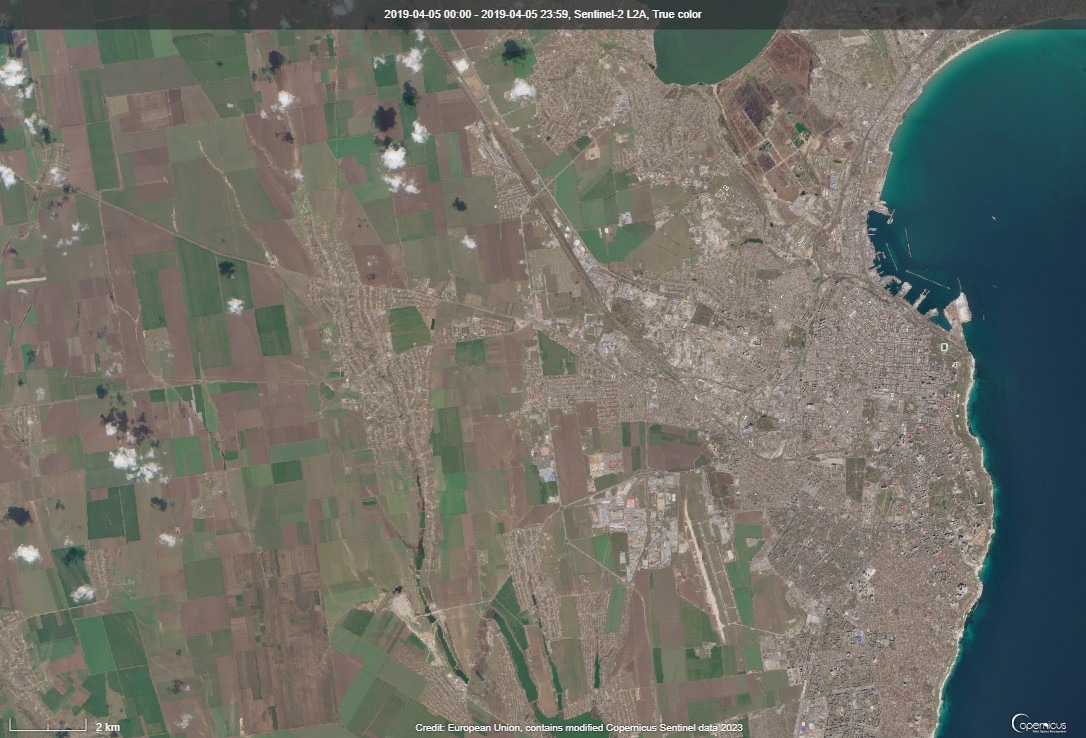 2019-04-05 00:00 - 2019-04-05 23:59, Sentinel-2 L2A, True color
2 km
Credit: European Union, contains modified Copernicus Sentinel data 2023
Copernicus